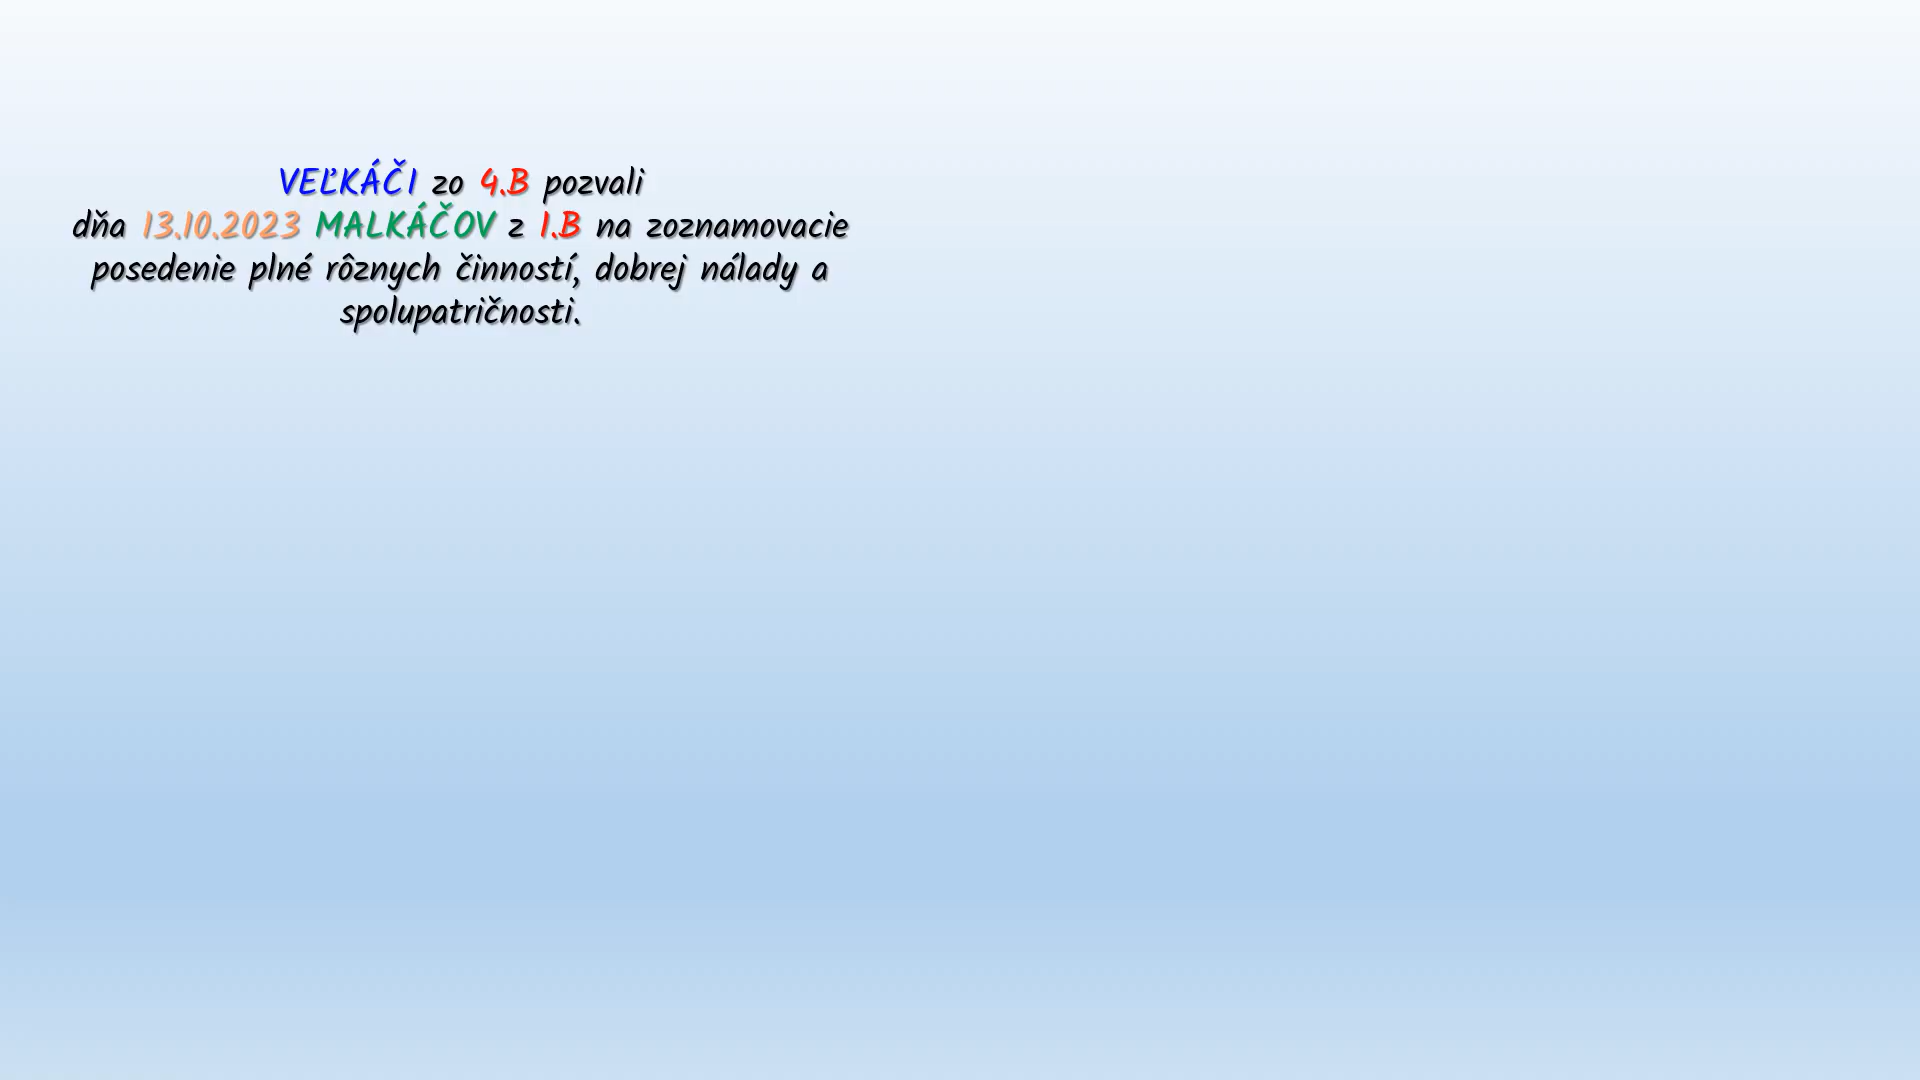 VEĽKÁČI zo 4.B pozvali
dňa 13.10.2023 MALKÁČOV z 1.B na zoznamovacie
posedenie plné rôznych činností, dobrej nálady a
spolupatričnosti.